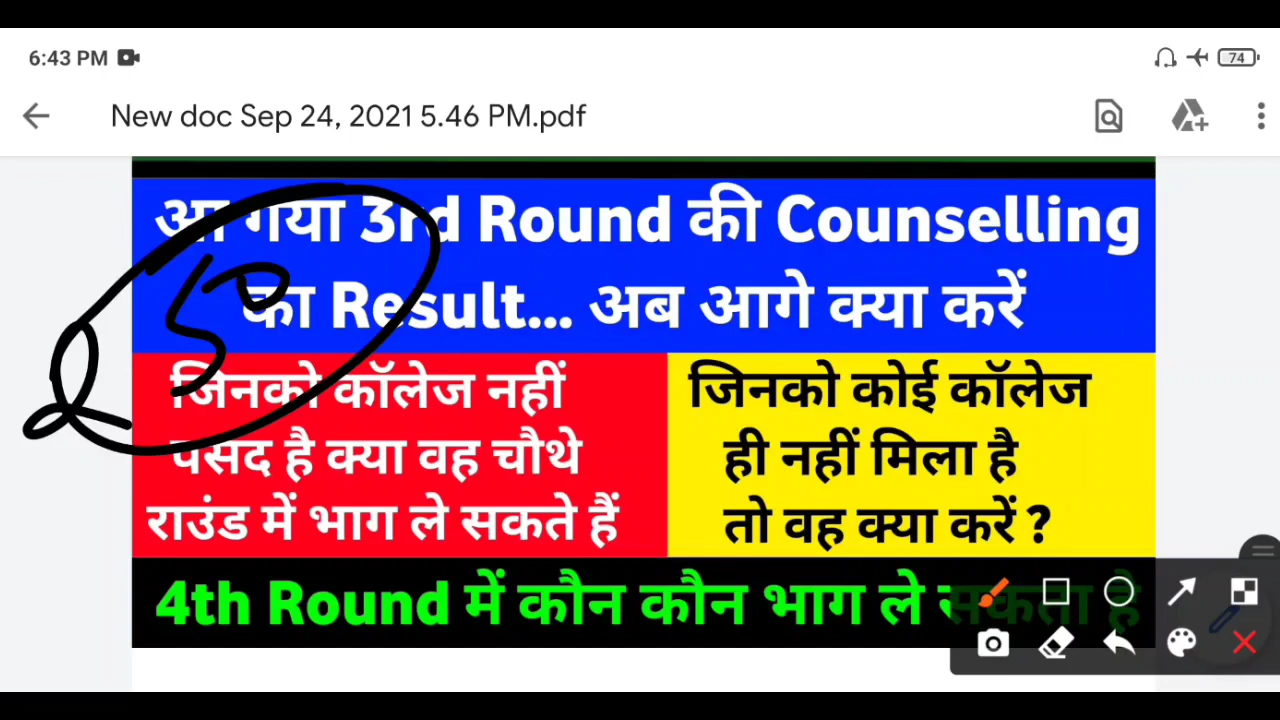 6:43 PM
74
New doc Sep 24, 2021 5.46 PM.pdf
आ गया 3rd Round की Counselling
का Result... अब आगे क्या करें
50
जिनको कॉलेज नहीं
पसंद है क्या वह चौथे
राउंड में भाग ले सकते हैं
जिनको कोई कॉलेज
ही नहीं मिला है
तो वह क्या करें ?
4th Round में कौन कौन भाग ले सकता है